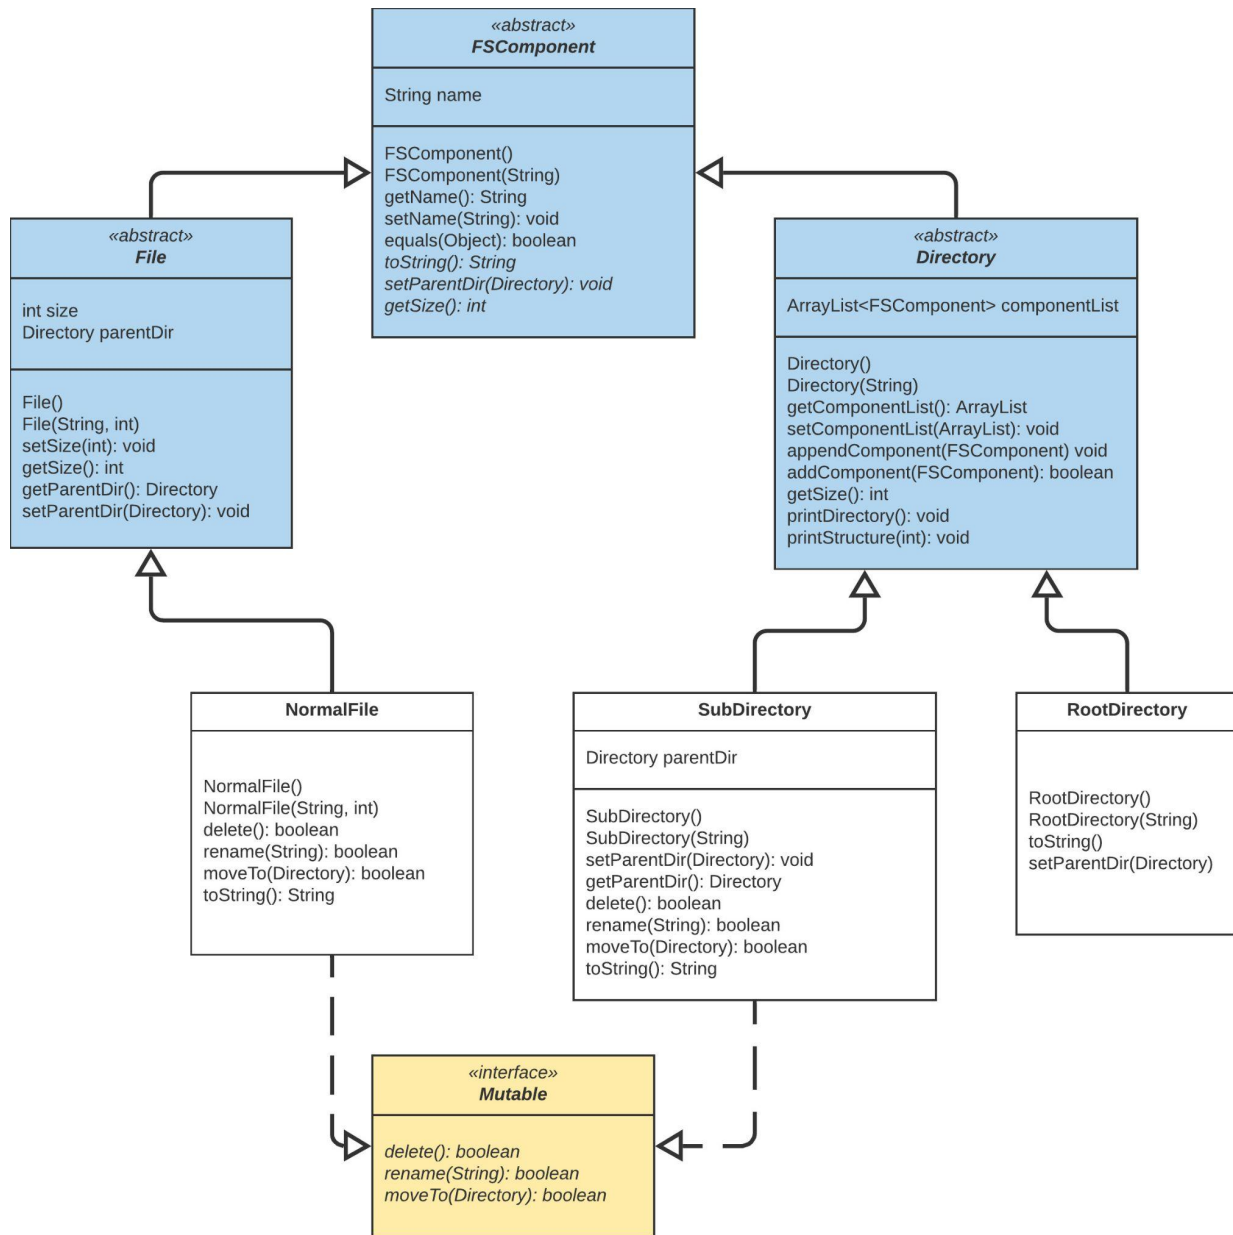 «abstract»
FSComponent
String name
FSComponent()
FSComponent(String)
getName(): String
setName(String): void
equals(Object): boolean
toString(): String
setParentDir(Directory): void
getSize(): int
«abstract»
File
int size
Directory parentDir
File()
File(String, int)
setSize(int): void
getSize(): int
getParentDir(): Directory
setParentDir(Directory): void
«abstract»
Directory
ArrayList<FSComponent> componentList
Directory()
Directory(String)
getComponentList(): ArrayList
setComponentList(ArrayList): void
appendComponent(FSComponent) void
addComponent(FSComponent): boolean
getSize(): int
printDirectory(): void
printStructure(int): void
NormalFile
NormalFile()
NormalFile(String, int)
delete(): boolean
rename(String): boolean
moveTo(Directory): boolean
toString(): String
SubDirectory
Directory parentDir
SubDirectory()
SubDirectory(String)
setParentDir(Directory): void
getParentDir(): Directory
delete(): boolean
rename(String): boolean
moveTo(Directory): boolean
toString(): String
RootDirectory
RootDirectory()
RootDirectory(String)
toString()
setParentDir(Directory)
«interface»
Mutable
delete(): boolean
rename(String): boolean
moveTo(Directory): boolean